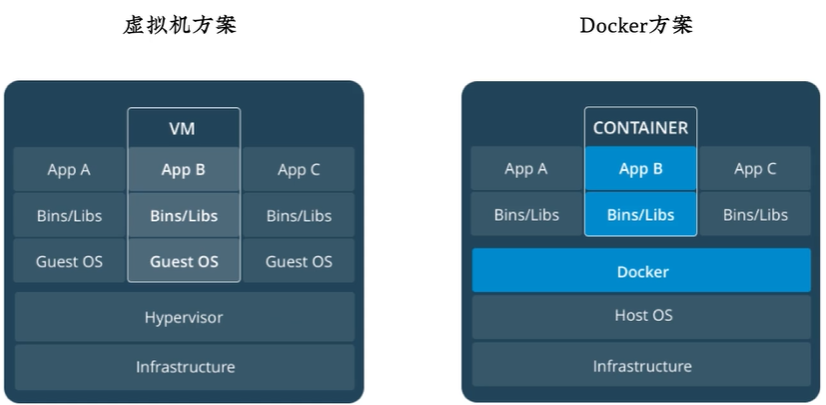 虚拟机方案
Docker方案
VM
App A App B App C
Bins/Libs Bins/Libs Bins/Libs
Guest OS Guest OS Guest OS
Hypervisor
Infrastructure
CONTAINER
App A App B App C
Bins/Libs Bins/Libs Bins/Libs
Docker
Host OS
Infrastructure